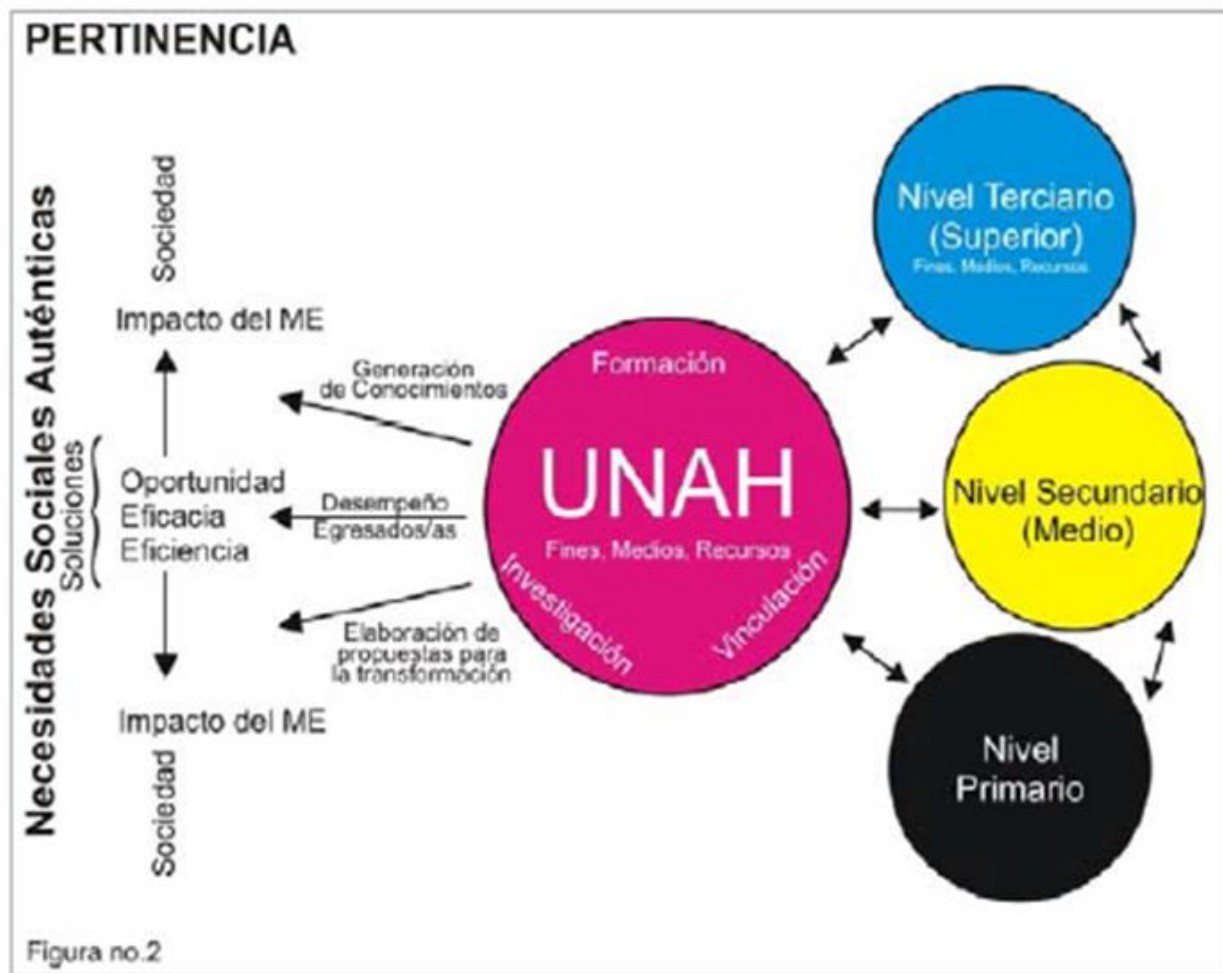 PERTINENCIA
Necesidades Sociales Auténticas
Sociedad
Impacto del ME
Soluciones
Oportunidad
Eficacia
Eficiencia
Impacto del ME
Sociedad
Generación
de Conocimientos
Desempeño
Egresados/as
Elaboración de
propuestas para
la transformación
Formación
UNAH
Fines, Medios, Recursos
Investigación
Vinculación
Nivel Terciario
(Superior)
Fines, Medios, Recursos
Nivel Secundario
(Medio)
Nivel
Primario
Figura no.2